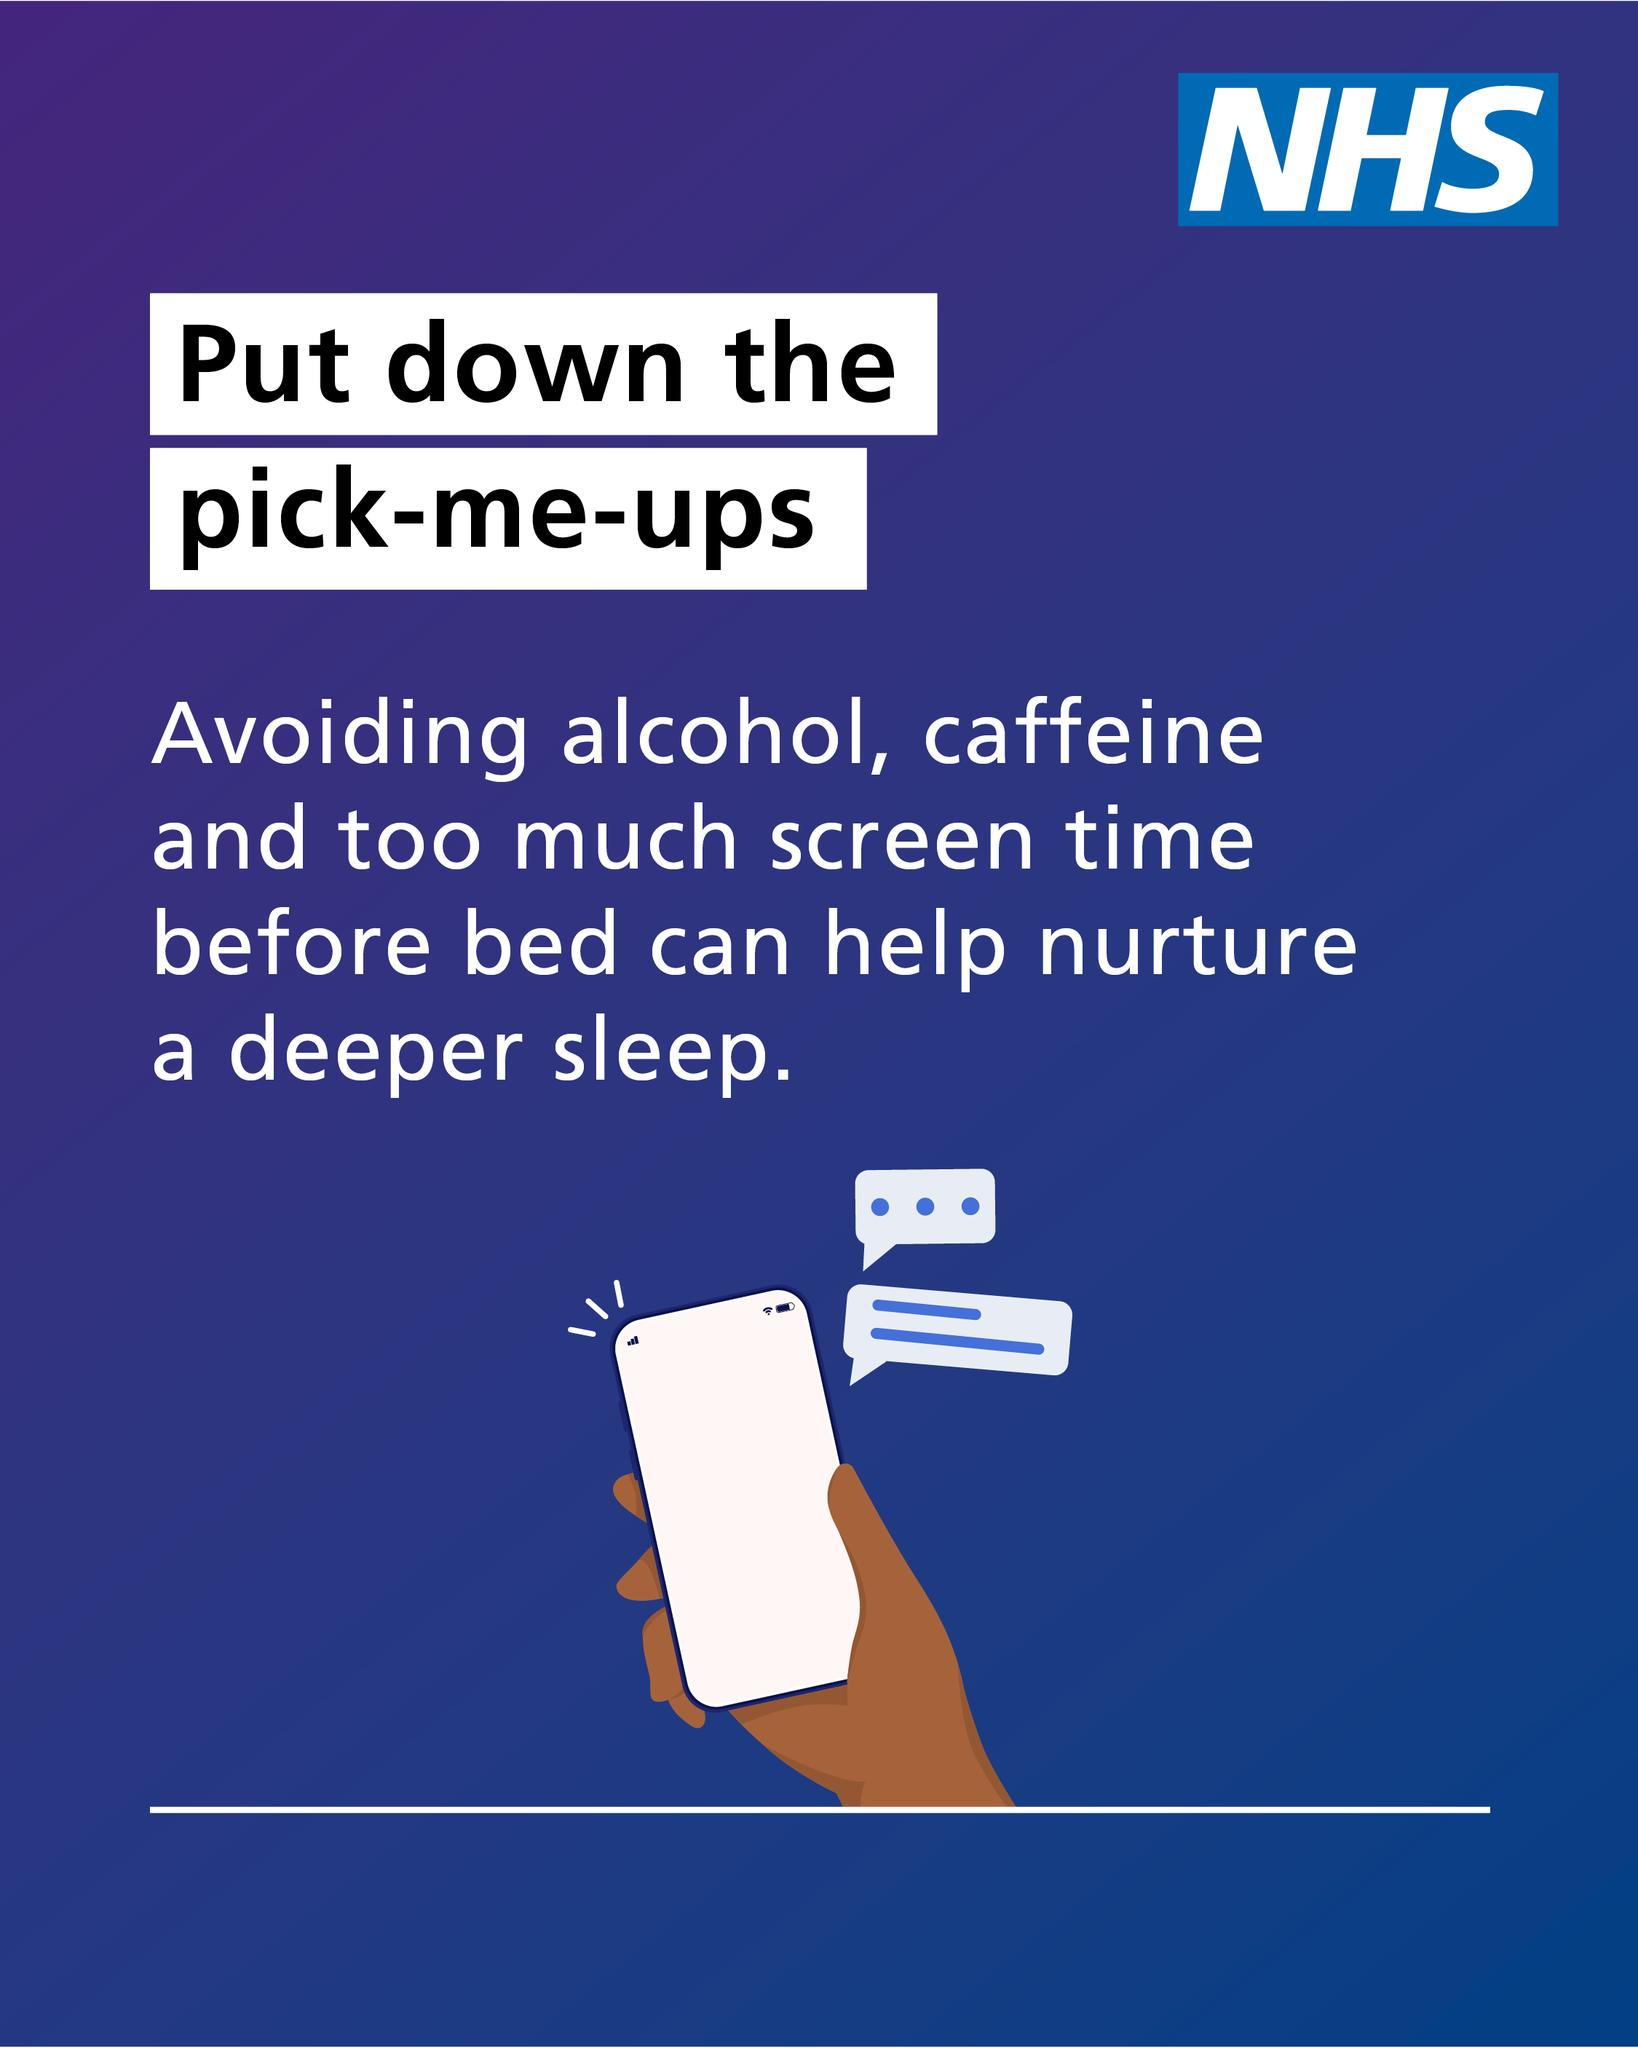 NHS
Put down the
pick-me-ups
Avoiding alcohol, caffeine
and too much screen time
before bed can help nurture
a deeper sleep.